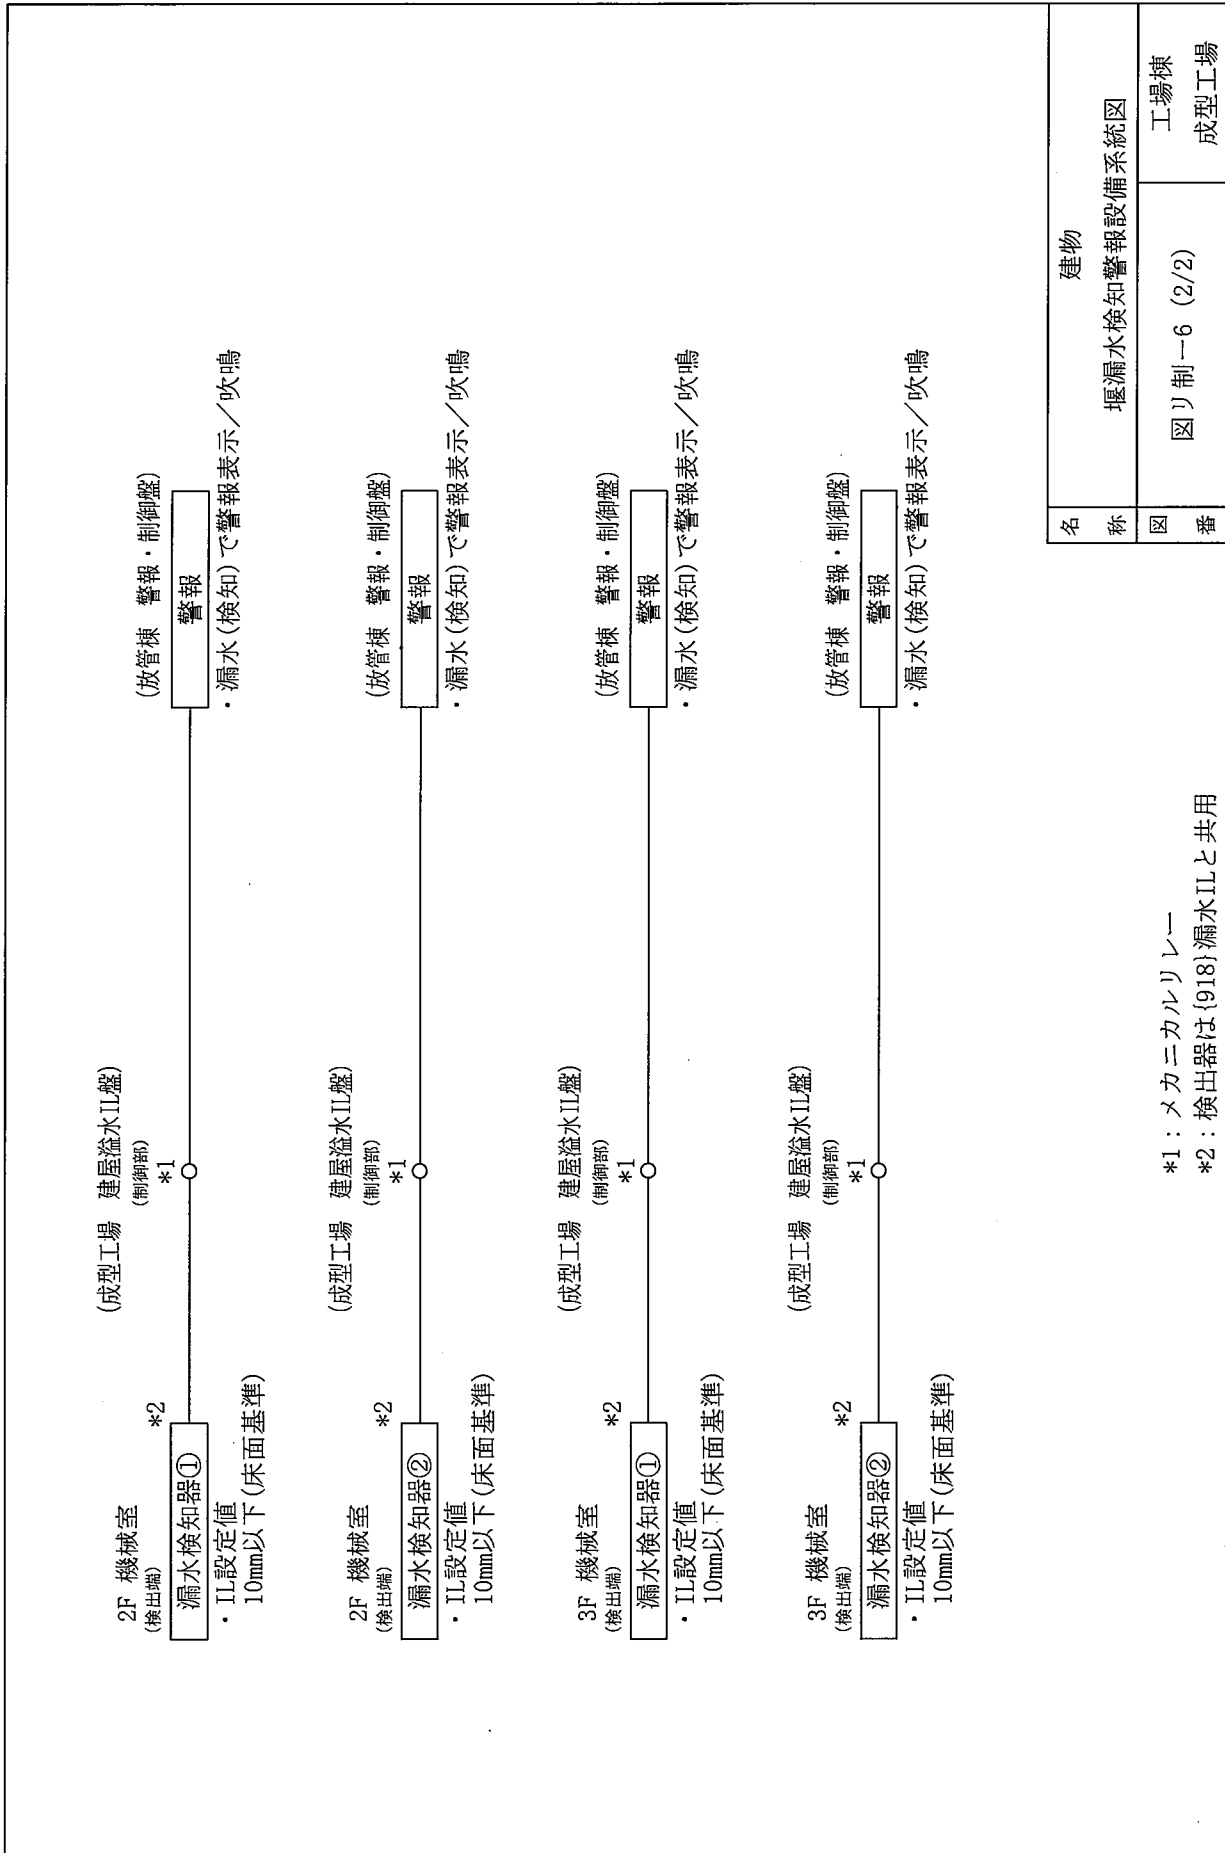 2F 機械室
(検出端)
漏水検知器①
*2
・IL設定値
10mm以下(床面基準)
(成型工場 建屋溢水IL盤)
(制御部)
*1
(放管棟 警報・制御盤)
警報
・漏水(検知)で警報表示/吹鳴
2F 機械室
(検出端)
漏水検知器②
*2
・IL設定値
10mm以下(床面基準)
(成型工場 建屋溢水IL盤)
(制御部)
*1
(放管棟 警報・制御盤)
警報
・漏水(検知)で警報表示/吹鳴
3F 機械室
(検出端)
漏水検知器①
*2
・IL設定値
10mm以下(床面基準)
(成型工場 建屋溢水IL盤)
(制御部)
*1
(放管棟 警報・制御盤)
警報
・漏水(検知)で警報表示/吹鳴
3F 機械室
(検出端)
漏水検知器②
*2
・IL設定値
10mm以下(床面基準)
(成型工場 建屋溢水IL盤)
(制御部)
*1
(放管棟 警報・制御盤)
警報
・漏水(検知)で警報表示/吹鳴
*1:メカニカルリレー
*2:検出器は{918}漏水ILと共用
名称
建物
堰漏水検知警報設備系統図
図番
図リ制ー6 (2/2)
工場棟
成型工場